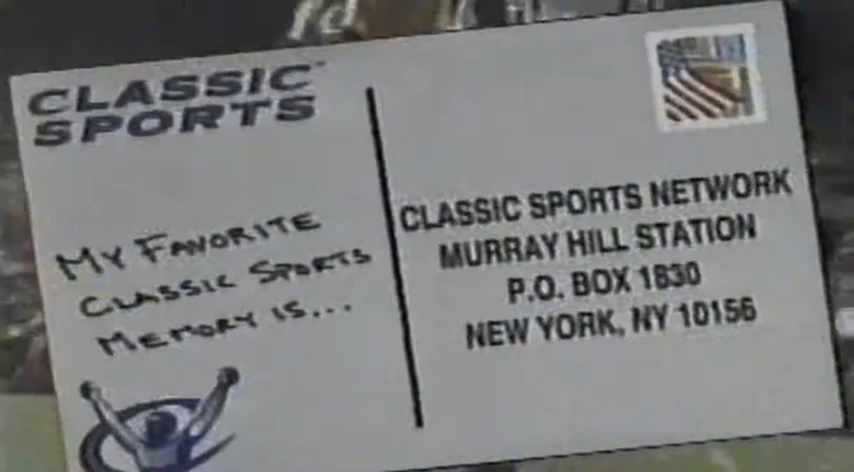 CLASSIC
SPORTS
MY FAVORITE
CLASSIC SPORTS
MEMORY IS...
CLASSIC SPORTS NETWORK
MURRAY HILL STATION
P.O. BOX 1630
NEW YORK, NY 10156